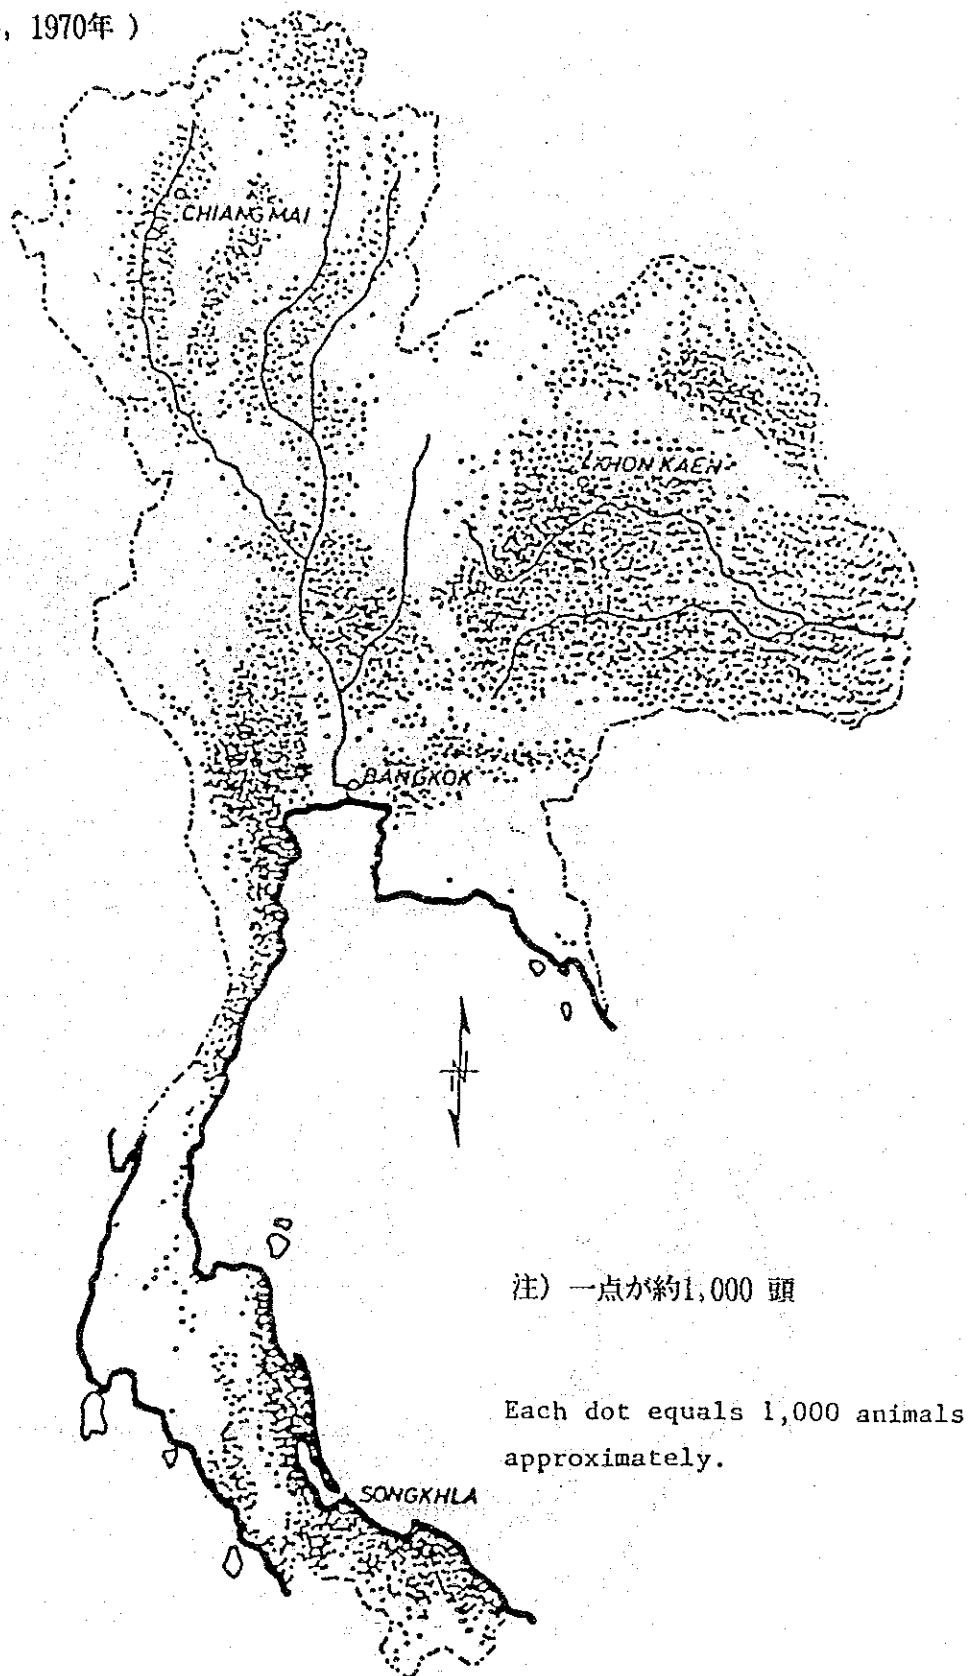 , 1970年 )
CHIANG MAI
KHON KAEN
BANGKOK
注) 一点が約1,000 頭
Each dot equals 1,000 animals
approximately.
SONGKHLA